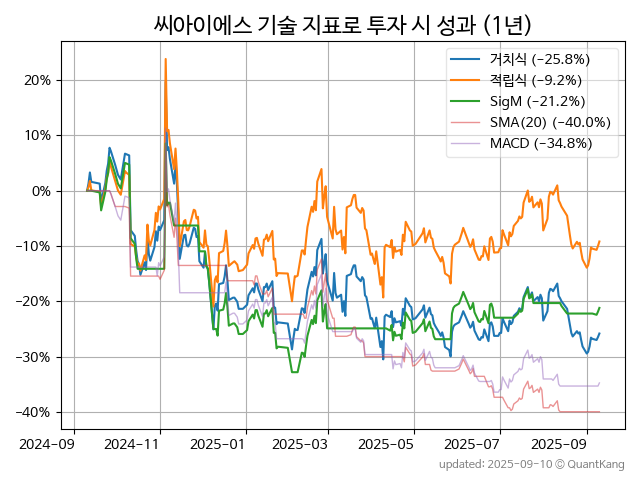 씨아이에스 기술 지표로 투자 시 성과 (1년)
거치식 (−25.8%)
적립식 (−9.2%)
SigM (−21.2%)
SMA(20) (−40.0%)
MACD (−34.8%)
20%
10%
0%
−10%
−20%
−30%
−40%
2024-09
2024-11
2025-01
2025-03
2025-05
2025-07
2025-09
updated: 2025-09-10 © QuantKang